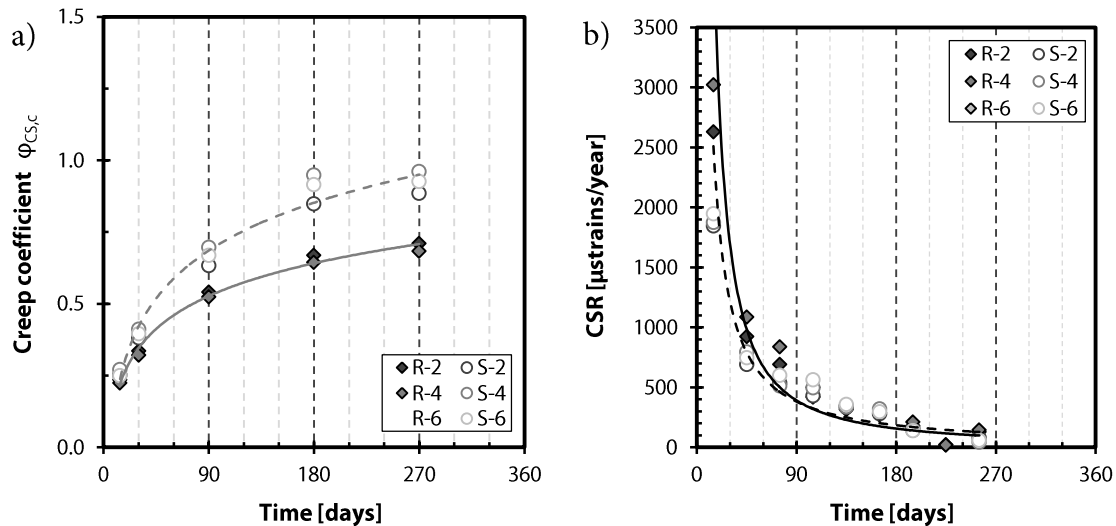 a)
1.5
1.0
0.5
0.0
Creep coefficient φCS,c
R-2 S-2
R-4 S-4
R-6 S-6
0 90 180 270 360
Time [days]
b)
3500
3000
2500
2000
1500
1000
500
0
CSR [µstrains/year]
R-2 S-2
R-4 S-4
R-6 S-6
0 90 180 270 360
Time [days]